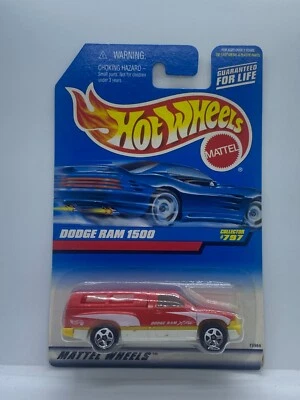 WARNING:
CHOKING HAZARD-
Small parts. Not for children
under 3 years.
GUARANTEED
FOR LIFE
HOT WHEELS
MATTEL
DODGE RAM 1500
COLLECTOR
#797
MATTEL WHEELS